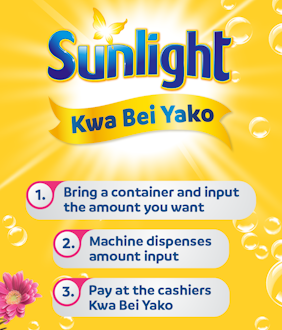 Sunlight
Kwa Bei Yako
1. Bring a container and input
the amount you want
2. Machine dispenses
amount input
3. Pay at the cashiers
Kwa Bei Yako